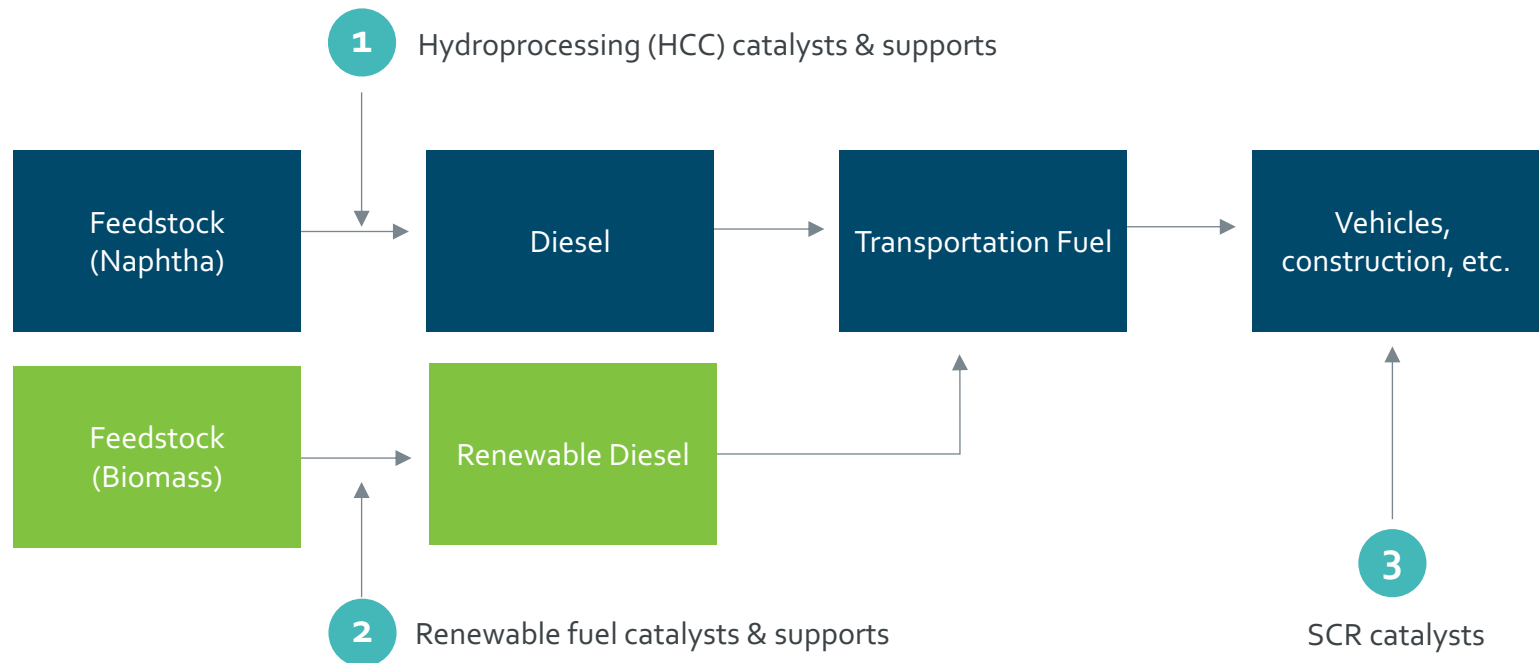 1
Hydroprocessing (HCC) catalysts & supports
Feedstock
(Naphtha)
Diesel
Transportation Fuel
Vehicles,
construction, etc.
Feedstock
(Biomass)
Renewable Diesel
2
Renewable fuel catalysts & supports
3
SCR catalysts